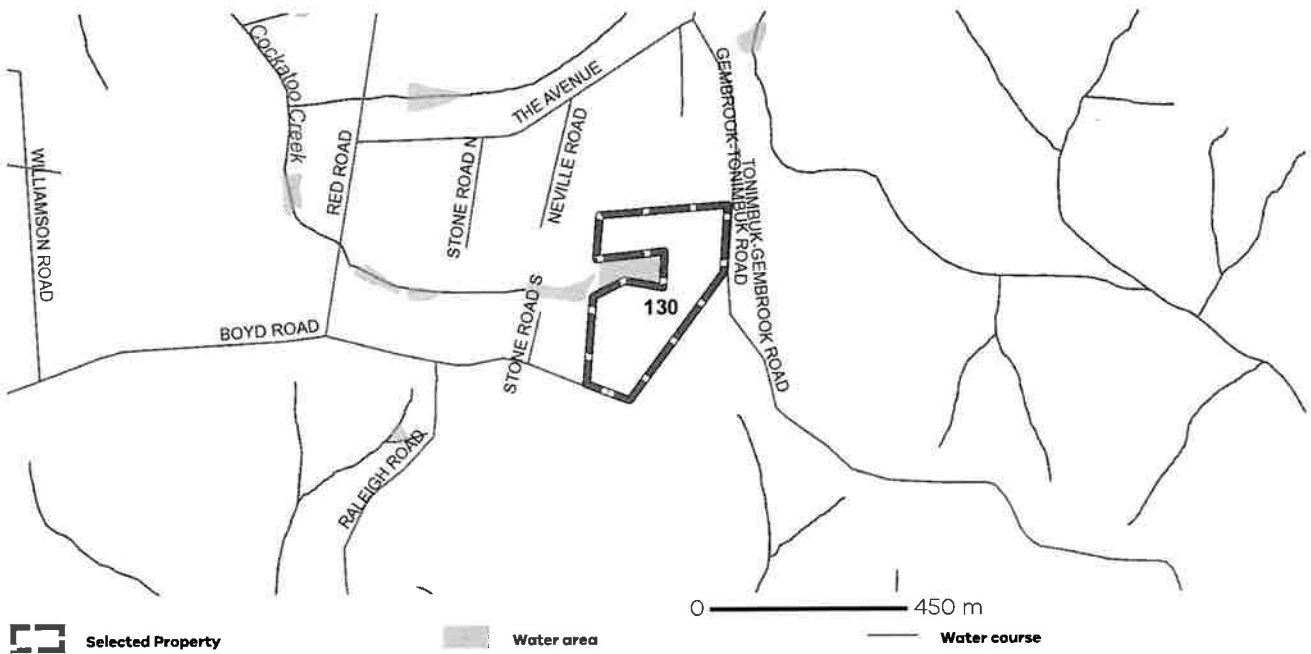 Cockatoo Creek
THE AVENUE
GEMBROOK-TONIMBUK ROAD
TONIMBUK-GEMBROOK ROAD
WILLIAMSON ROAD
RED ROAD
STONE ROAD N
NEVILLE ROAD
130
BOYD ROAD
STONE ROAD S
RALEIGH ROAD
0 450 m
Selected Property
Water area
Water course